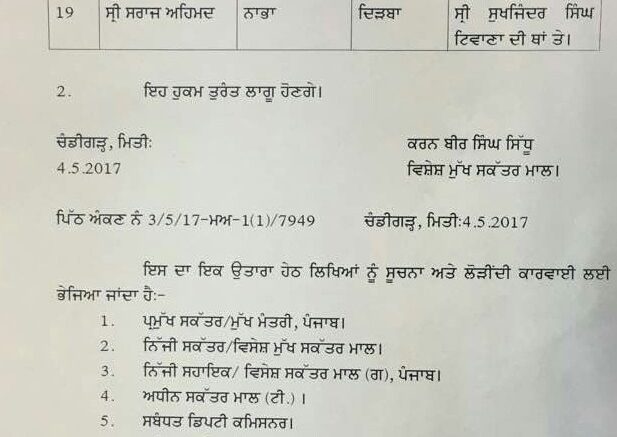 19 ਸ੍ਰੀ ਸਰਾਜ ਅਹਿਮਦ ਨਾਭਾ ਦਿੜਬਾ ਸ੍ਰੀ ਸੁਖਜਿੰਦਰ ਸਿੰਘ
ਟਿਵਾਣਾ ਦੀ ਥਾਂ ਤੇ।
2. ਇਹ ਹੁਕਮ ਤੁਰੰਤ ਲਾਗੂ ਹੋਣਗੇ।
ਚੰਡੀਗੜ੍ਹ, ਮਿਤੀਃ ਕਰਨ ਬੀਰ ਸਿੰਘ ਸਿੱਧੂ
4.5.2017 ਵਿਸ਼ੇਸ਼ ਮੁੱਖ ਸਕੱਤਰ ਮਾਲ।
ਪਿੱਠ ਅੰਕਣ ਨੰ 3/5/17-ਮਅ-1(1)/7949 ਚੰਡੀਗੜ੍ਹ, ਮਿਤੀਃ4.5.2017
ਇਸ ਦਾ ਇਕ ਉਤਾਰਾ ਹੇਠ ਲਿਖਿਆਂ ਨੂੰ ਸੂਚਨਾ ਅਤੇ ਲੋੜੀਂਦੀ ਕਾਰਵਾਈ ਲਈ
ਭੇਜਿਆ ਜਾਂਦਾ ਹੈਃ-
1. ਪ੍ਰਮੁੱਖ ਸਕੱਤਰ/ਮੁੱਖ ਮੰਤਰੀ, ਪੰਜਾਬ।
2. ਨਿੱਜੀ ਸਕੱਤਰ/ਵਿਸੇਸ਼ ਮੁੱਖ ਸਕੱਤਰ ਮਾਲ।
3. ਨਿੱਜੀ ਸਹਾਇਕ/ ਵਿਸੇਸ਼ ਸਕੱਤਰ ਮਾਲ (ਗ), ਪੰਜਾਬ।
4. ਅਧੀਨ ਸਕੱਤਰ ਮਾਲ (ਟੀ.) ।
5. ਸਬੰਧਤ ਡਿਪਟੀ ਕਮਿਸਨਰ।